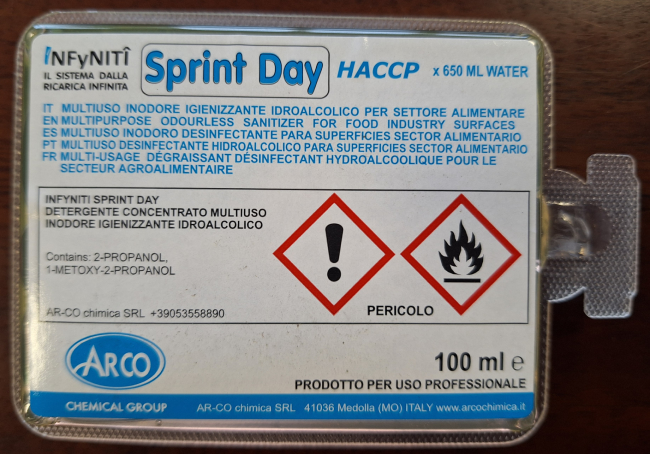 INFyNITÎ
IL SISTEMA DALLA
RICARICA INFINITA
Sprint Day
HACCP x 650 ML WATER
IT MULTIUSO INODORE IGIENIZZANTE IDROALCOLICO PER SETTORE ALIMENTARE
EN MULTIPURPOSE ODOURLESS SANITIZER FOR FOOD INDUSTRY SURFACES
ES MULTIUSO INODORO DESINFECTANTE PARA SUPERFICIES SECTOR ALIMENTARIO
PT MULTIUSO DESINFETANTE HIDROALCOLICO PARA SUPERFICIES SECTOR ALIMENTARIO
FR MULTI-USAGE DÉGRAISSANT DÉSINFECTANT HYDROALCOOLIQUE POUR LE
SECTEUR AGROALIMENTAIRE
INFYNITI SPRINT DAY
DETERGENTE CONCENTRATO MULTIUSO
INODORE IGIENIZZANTE IDROALCOLICO
Contains: 2-PROPANOL,
1-METOXY-2-PROPANOL
AR-CO chimica SRL +39053558890
PERICOLO
ARCO
100 ml e
PRODOTTO PER USO PROFESSIONALE
CHEMICAL GROUP AR-CO chimica SRL 41036 Medolla (MO) ITALY www.arcochimica.it